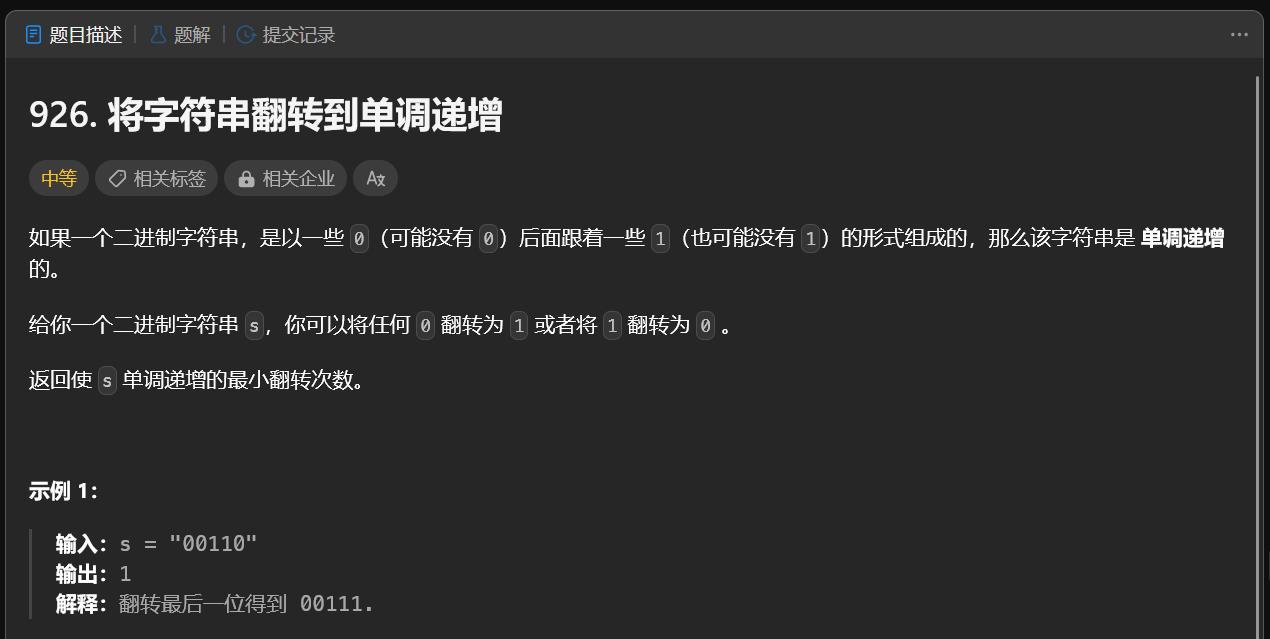 题目描述 | 题解 | 提交记录 ...
926. 将字符串翻转到单调递增
中等 相关标签 相关企业 Ax
如果一个二进制字符串，是以一些 0（可能没有 0）后面跟着一些 1（也可能没有 1）的形式组成的，那么该字符串是 单调递增
的。
给你一个二进制字符串 s，你可以将任何 0 翻转为 1 或者将 1 翻转为 0 。
返回使 s 单调递增的最小翻转次数。
示例 1：
输入：s = "00110"
输出：1
解释：翻转最后一位得到 00111.